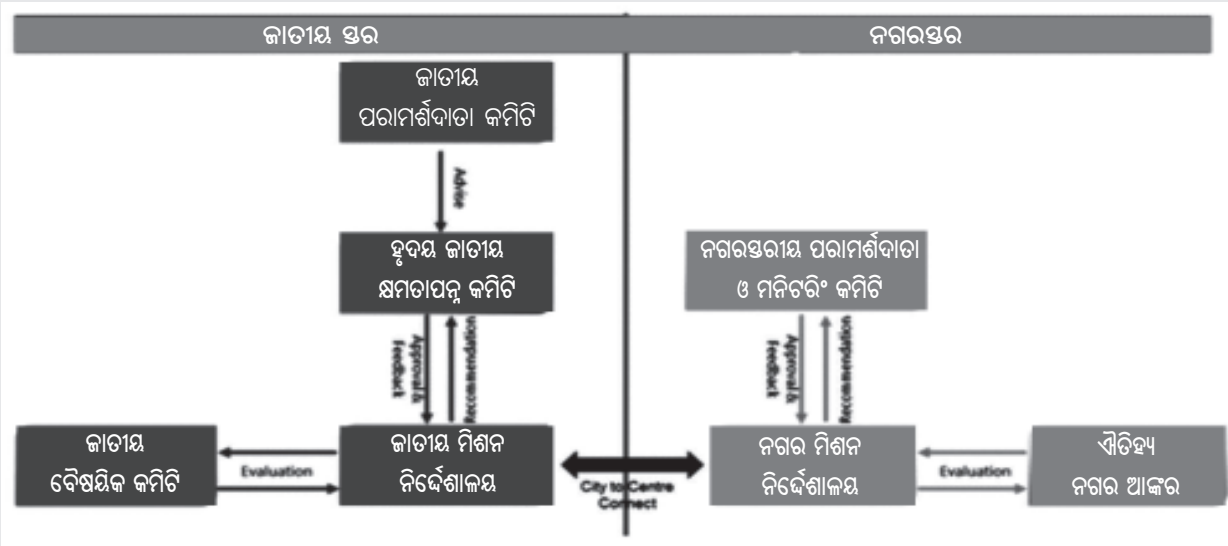 ଜାତୀୟ ସ୍ତର
ନଗରସ୍ତର
ଜାତୀୟ
ପରାମର୍ଶଦାତା କମିଟି
Advise
ହୃଦୟ ଜାତୀୟ
କ୍ଷମତାପନ୍ନ କମିଟି
ନଗରସ୍ତରୀୟ ପରାମର୍ଶଦାତା
ଓ ମନିଟରିଂ କମିଟି
Approval &
Feedback
Recommendation
Approval &
Feedback
Recommendation
ଜାତୀୟ
ବୈଷୟିକ କମିଟି
Evaluation
ଜାତୀୟ ମିଶନ
ନିର୍ଦ୍ଦେଶାଳୟ
City to Centre
Connect
ନଗର ମିଶନ
ନିର୍ଦ୍ଦେଶାଳୟ
Evaluation
ଐତିହ୍ୟ
ନଗର ଆଙ୍କର